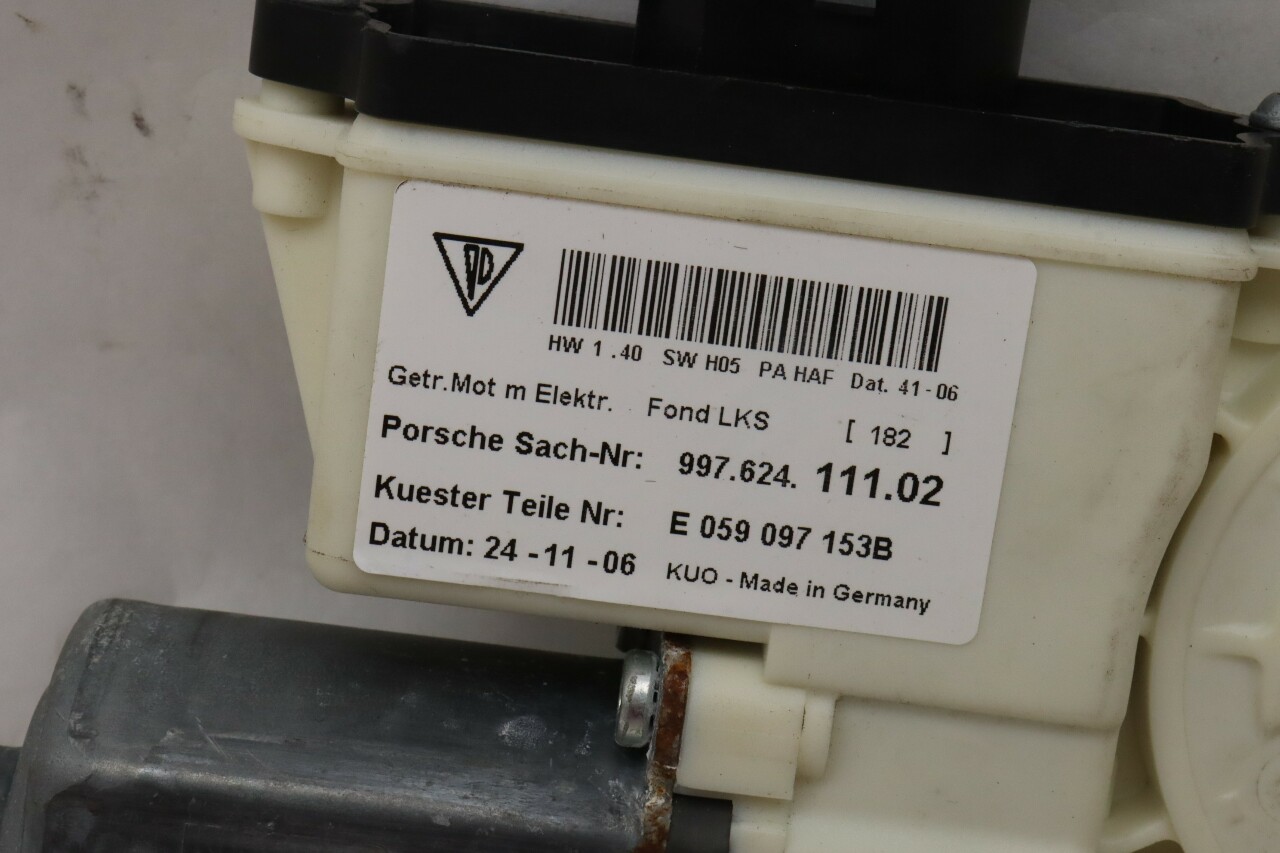 HW 1.40 SW H05 PA HAF Dat. 41-06
Getr.Mot m Elektr. Fond LKS [ 182 ]
Porsche Sach-Nr: 997.624. 111.02
Kuester Teile Nr: E 059 097 153B
Datum: 24 -11 -06 KUO - Made in Germany